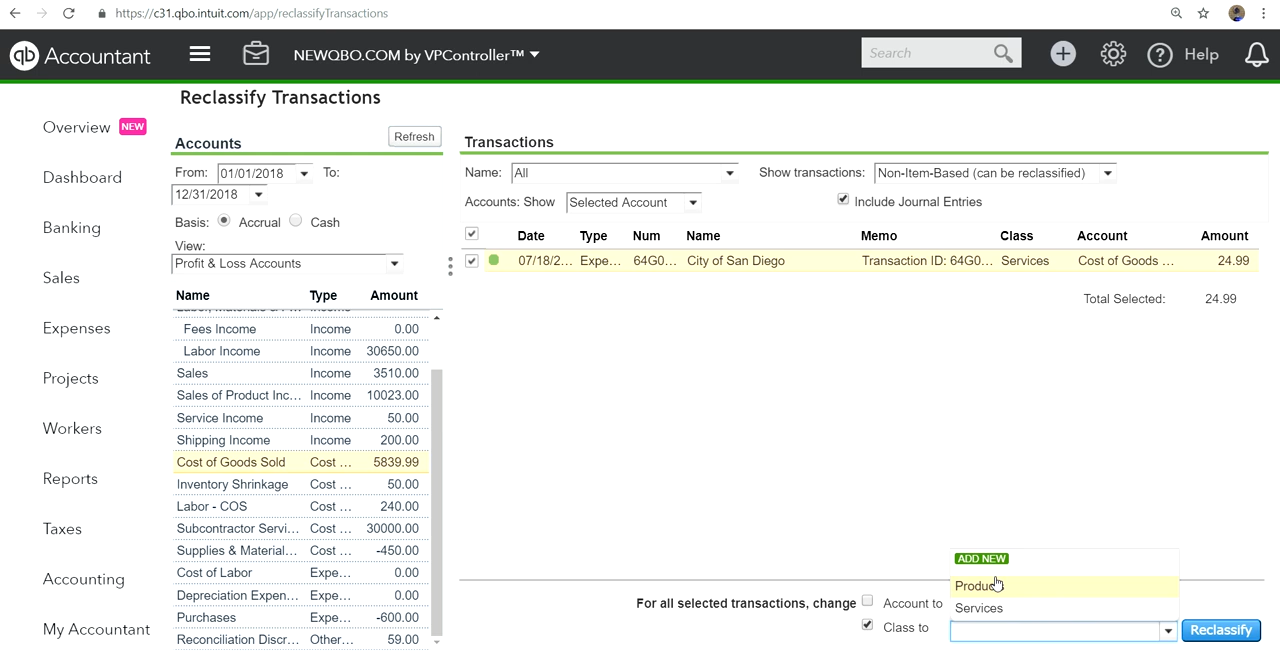 https://c31.qbo.intuit.com/app/reclassifyTransactions
qb Accountant
NEWQBO.COM by VPController™
Search
Help
Reclassify Transactions
Overview NEW
Dashboard
Banking
Sales
Expenses
Projects
Workers
Reports
Taxes
Accounting
My Accountant
Accounts
Refresh
From: 01/01/2018 To:
12/31/2018
Basis: Accrual Cash
View:
Profit & Loss Accounts
Name Type Amount
Fees Income Income 0.00
Labor Income Income 30650.00
Sales Income 3510.00
Sales of Product Inc... Income 10023.00
Service Income Income 50.00
Shipping Income Income 200.00
Cost of Goods Sold Cost ... 5839.99
Inventory Shrinkage Cost ... 50.00
Labor - COS Cost ... 240.00
Subcontractor Servi... Cost ... 30000.00
Supplies & Material... Cost ... -450.00
Cost of Labor Expe... 0.00
Depreciation Expen... Expe... 0.00
Purchases Expe... -600.00
Reconciliation Discr... Other... 59.00
Transactions
Name: All Show transactions: Non-Item-Based (can be reclassified)
Accounts: Show Selected Account Include Journal Entries
Date Type Num Name Memo Class Account Amount
07/18/2... Expe... 64G0... City of San Diego Transaction ID: 64G0... Services Cost of Goods ... 24.99
Total Selected: 24.99
ADD NEW
Services
For all selected transactions, change Account to
Class to
Reclassify